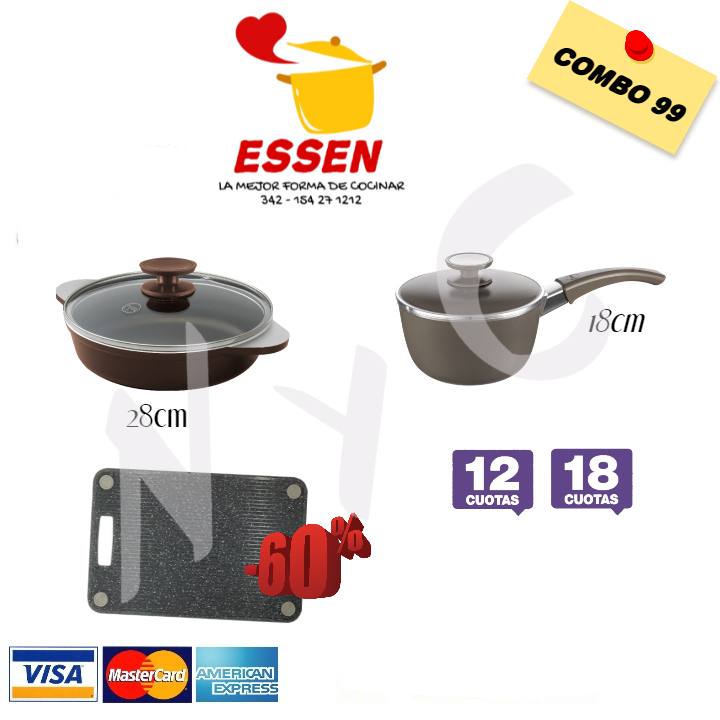 COMBO 99
ESSEN
LA MEJOR FORMA DE COCINAR
342 - 154 27 1212
18cm
28cm
NyC
12
CUOTAS
18
CUOTAS
-60%
VISA
MasterCard
AMERICAN
EXPRESS